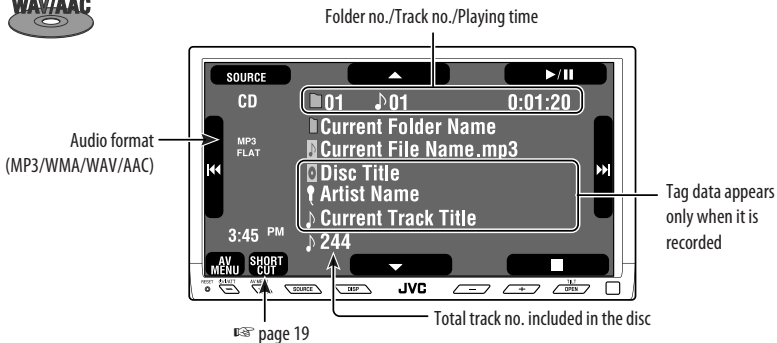 WAV/AAC
Folder no./Track no./Playing time
SOURCE
CD
01 01 0:01:20
Current Folder Name
Current File Name.mp3
Disc Title
Artist Name
Current Track Title
244
MP3
FLAT
3:45 PM
AV MENU
SHORT CUT
Audio format
(MP3/WMA/WAV/AAC)
Tag data appears
only when it is
recorded
RESET
AV MENU
SOURCE
DISP
JVC
TILT
OPEN
page 19
Total track no. included in the disc